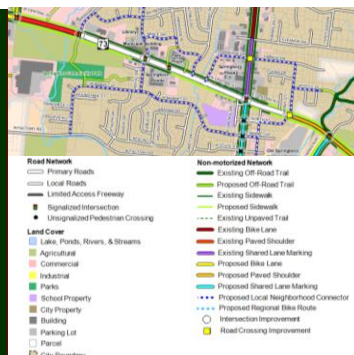 Library
73
Road Network
Primary Roads
Local Roads
Limited Access Freeway
Signalized Intersection
Unsignalized Pedestrian Crossing
Land Cover
Lake, Ponds, Rivers, & Streams
Agricultural
Commercial
Industrial
Parks
School Property
City Property
Building
Parking Lot
Parcel
City Boundary
Non-motorized Network
Existing Off-Road Trail
Proposed Off-Road Trail
Existing Sidewalk
Proposed Sidewalk
Existing Unpaved Trail
Existing Bike Lane
Existing Paved Shoulder
Existing Shared Lane Marking
Proposed Bike Lane
Proposed Paved Shoulder
Proposed Shared Lane Marking
Proposed Local Neighborhood Connector
Proposed Regional Bike Route
Intersection Improvement
Road Crossing Improvement